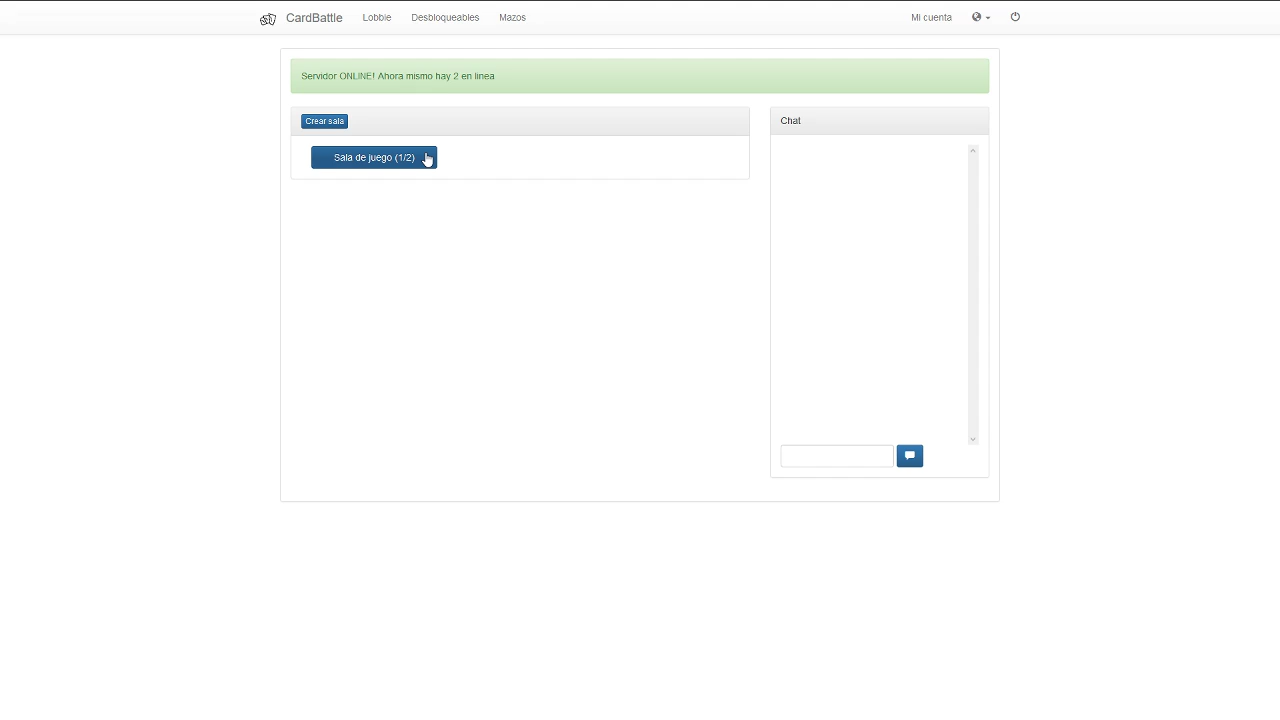 CardBattle Lobbie Desbloqueables Mazos Mi cuenta
Servidor ONLINE! Ahora mismo hay 2 en linea
Crear sala
Chat
Sala de juego (1/2)